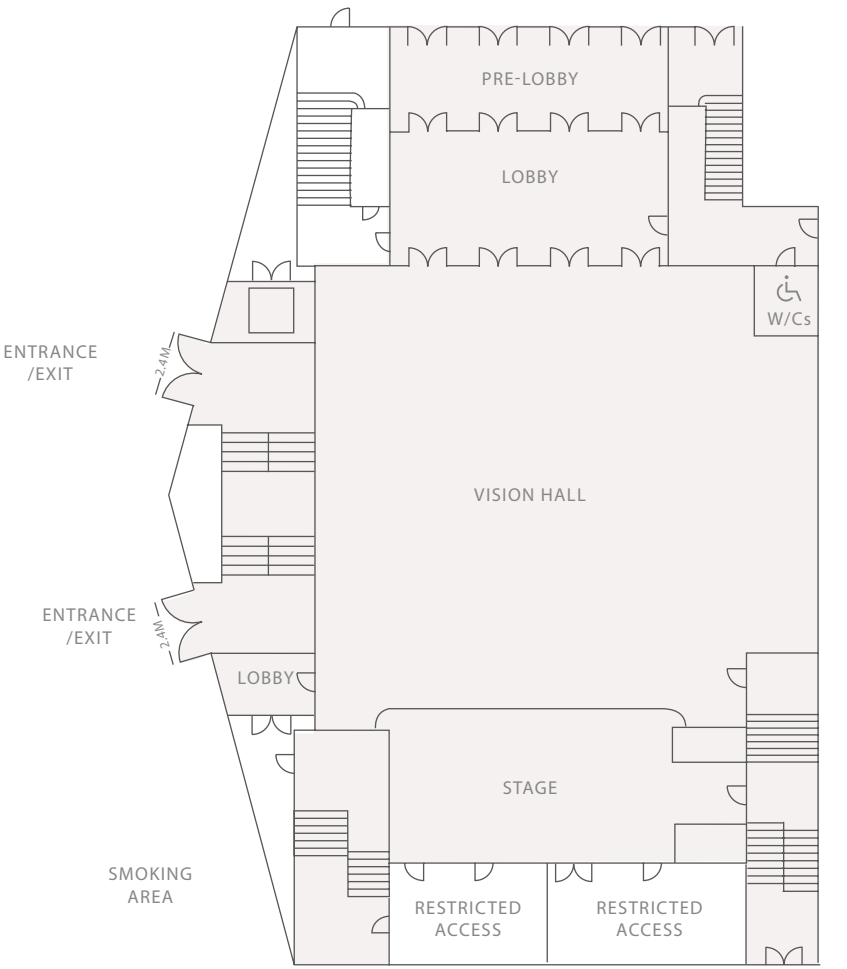 PRE-LOBBY
LOBBY
W/Cs
ENTRANCE
/EXIT
2.4M
VISION HALL
ENTRANCE
/EXIT
2.4M
LOBBY
STAGE
SMOKING
AREA
RESTRICTED
ACCESS
RESTRICTED
ACCESS